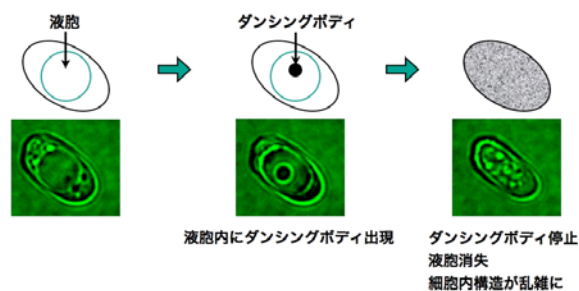 液胞
ダンシングボディ
液胞内にダンシングボディ出現
ダンシングボディ停止
液胞消失
細胞内構造が乱雑に